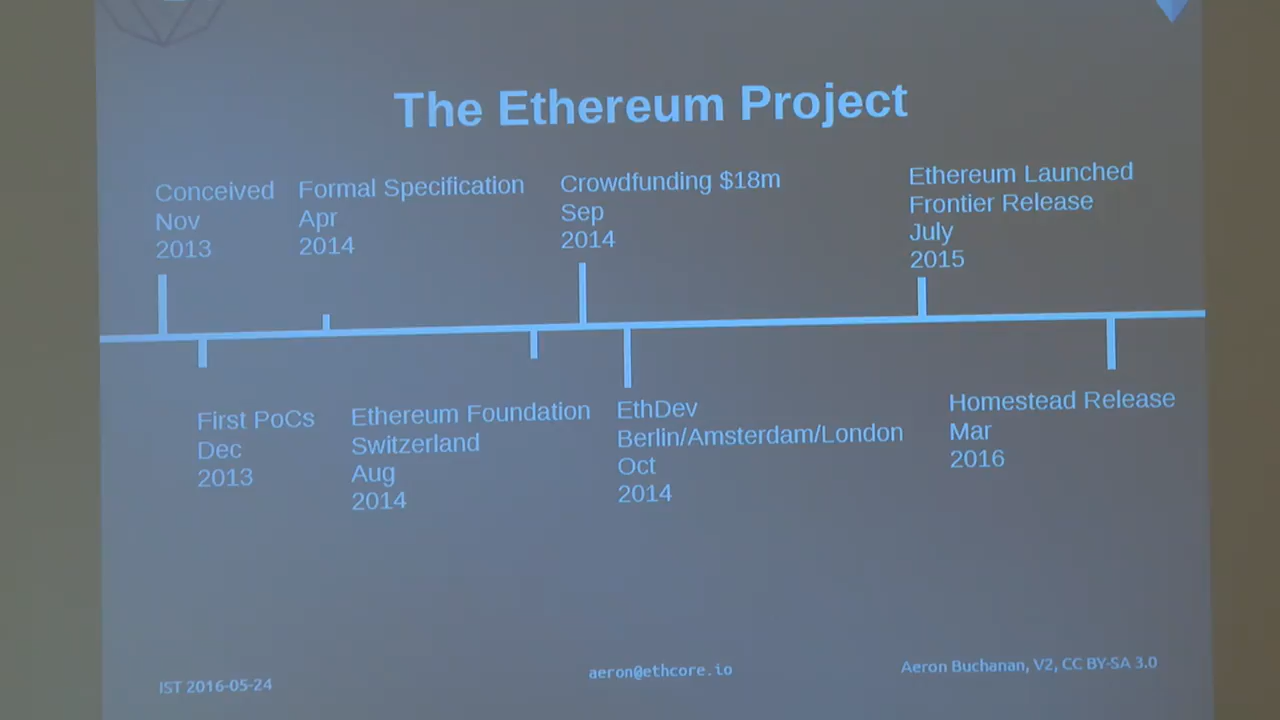 The Ethereum Project
Conceived
Nov
2013
Formal Specification
Apr
2014
Crowdfunding $18m
Sep
2014
Ethereum Launched
Frontier Release
July
2015
First PoCs
Dec
2013
Ethereum Foundation
Switzerland
Aug
2014
EthDev
Berlin/Amsterdam/London
Oct
2014
Homestead Release
Mar
2016
IST 2016-05-24
aeron@ethcore.io
Aeron Buchanan, V2, CC BY-SA 3.0